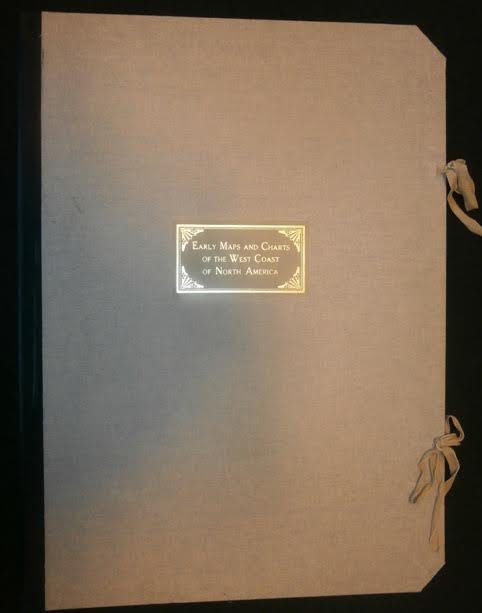 Early Maps and Charts
of the West Coast
of North America